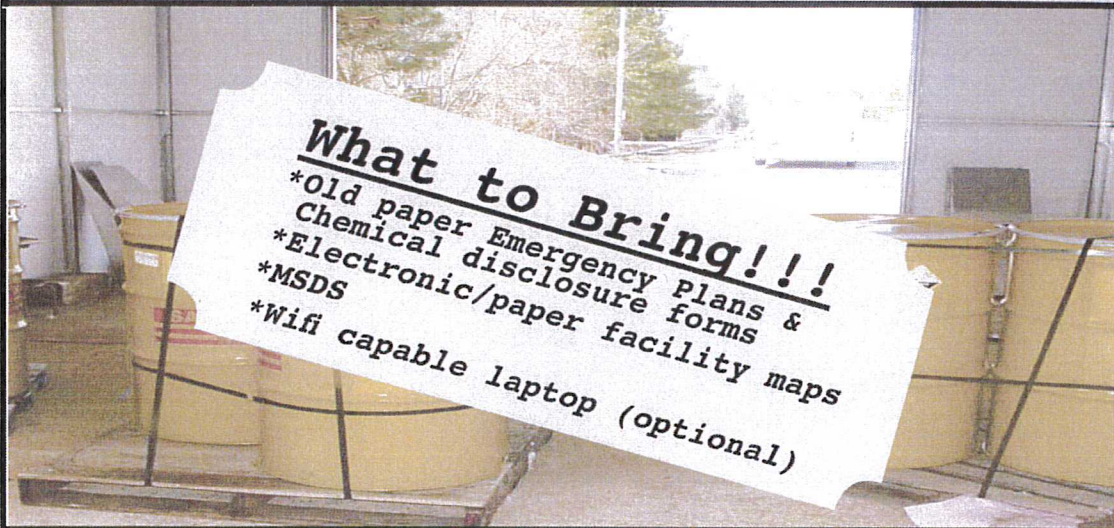 What to Bring!!!
*Old paper Emergency Plans &
Chemical disclosure forms
*Electronic/paper facility maps
*MSDS
*Wifi capable laptop (optional)